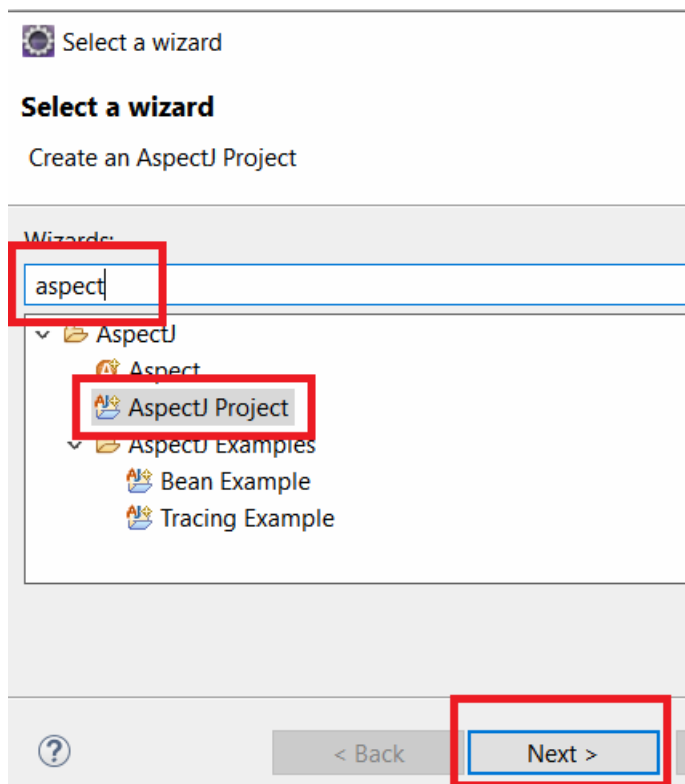 Select a wizard
Select a wizard
Create an AspectJ Project
Wizards:
aspect
AspectJ
Aspect
AspectJ Project
AspectJ Examples
Bean Example
Tracing Example
?
< Back
Next >